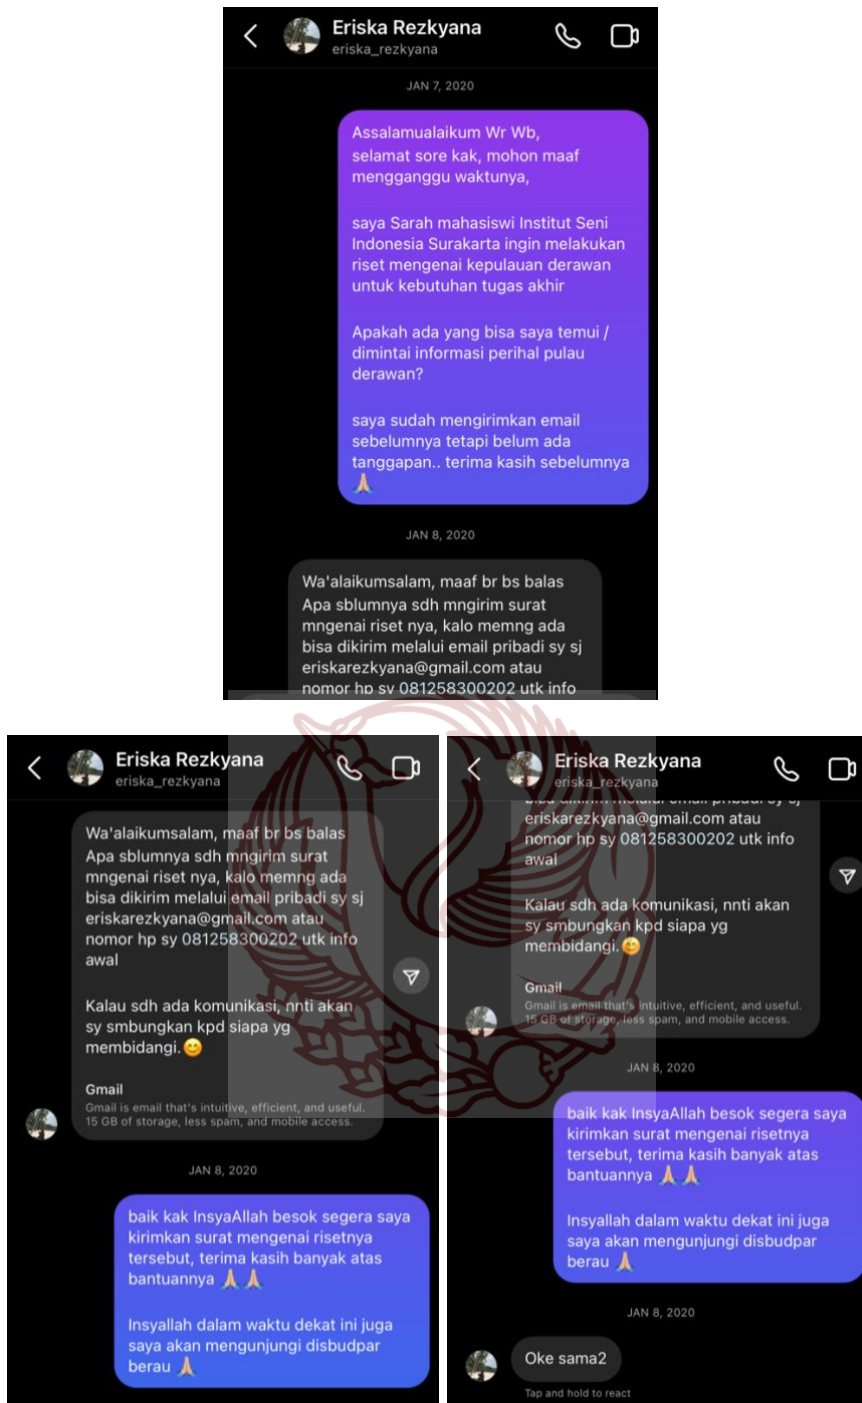 Eriska Rezkyana
eriska_rezkyana
JAN 7, 2020
Assalamualaikum Wr Wb,
selamat sore kak, mohon maaf
mengganggu waktunya,
saya Sarah mahasiswi Institut Seni
Indonesia Surakarta ingin melakukan
riset mengenai kepulauan derawan
untuk kebutuhan tugas akhir
Apakah ada yang bisa saya temui /
dimintai informasi perihal pulau
derawan?
saya sudah mengirimkan email
sebelumnya tetapi belum ada
tanggapan.. terima kasih sebelumnya
🙏🏼
JAN 8, 2020
Wa'alaikumsalam, maaf br bs balas
Apa sblumnya sdh mngirim surat
mngenai riset nya, kalo memng ada
bisa dikirim melalui email pribadi sy sj
eriskarezkyana@gmail.com atau
nomor hp sy 081258300202 utk info
Eriska Rezkyana
eriska_rezkyana
Wa'alaikumsalam, maaf br bs balas
Apa sblumnya sdh mngirim surat
mngenai riset nya, kalo memng ada
bisa dikirim melalui email pribadi sy sj
eriskarezkyana@gmail.com atau
nomor hp sy 081258300202 utk info
awal
Kalau sdh ada komunikasi, nnti akan
sy smbungkan kpd siapa yg
membidangi.😊
Gmail
Gmail is email that's intuitive, efficient, and useful.
15 GB of storage, less spam, and mobile access.
JAN 8, 2020
baik kak InsyaAllah besok segera saya
kirimkan surat mengenai risetnya
tersebut, terima kasih banyak atas
bantuannya 🙏🏼🙏🏼
Insyallah dalam waktu dekat ini juga
saya akan mengunjungi disbudpar
berau 🙏🏼
Eriska Rezkyana
eriska_rezkyana
bisa dikirim melalui email pribadi sy sj
eriskarezkyana@gmail.com atau
nomor hp sy 081258300202 utk info
awal
Kalau sdh ada komunikasi, nnti akan
sy smbungkan kpd siapa yg
membidangi.😊
Gmail
Gmail is email that's intuitive, efficient, and useful.
15 GB of storage, less spam, and mobile access.
JAN 8, 2020
baik kak InsyaAllah besok segera saya
kirimkan surat mengenai risetnya
tersebut, terima kasih banyak atas
bantuannya 🙏🏼🙏🏼
Insyallah dalam waktu dekat ini juga
saya akan mengunjungi disbudpar
berau 🙏🏼
JAN 8, 2020
Oke sama2
Tap and hold to react